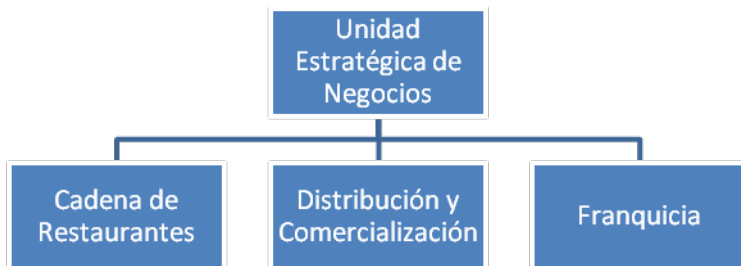 Unidad
Estratégica de
Negocios
Cadena de
Restaurantes
Distribución y
Comercialización
Franquicia